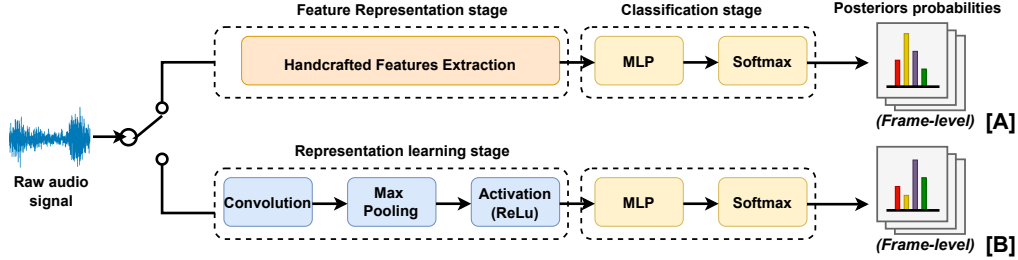 Feature Representation stage
Classification stage
Posteriors probabilities
Handcrafted Features Extraction
MLP
Softmax
(Frame-level)
[A]
Raw audio
signal
Representation learning stage
Convolution
Max
Pooling
Activation
(ReLu)
MLP
Softmax
(Frame-level)
[B]